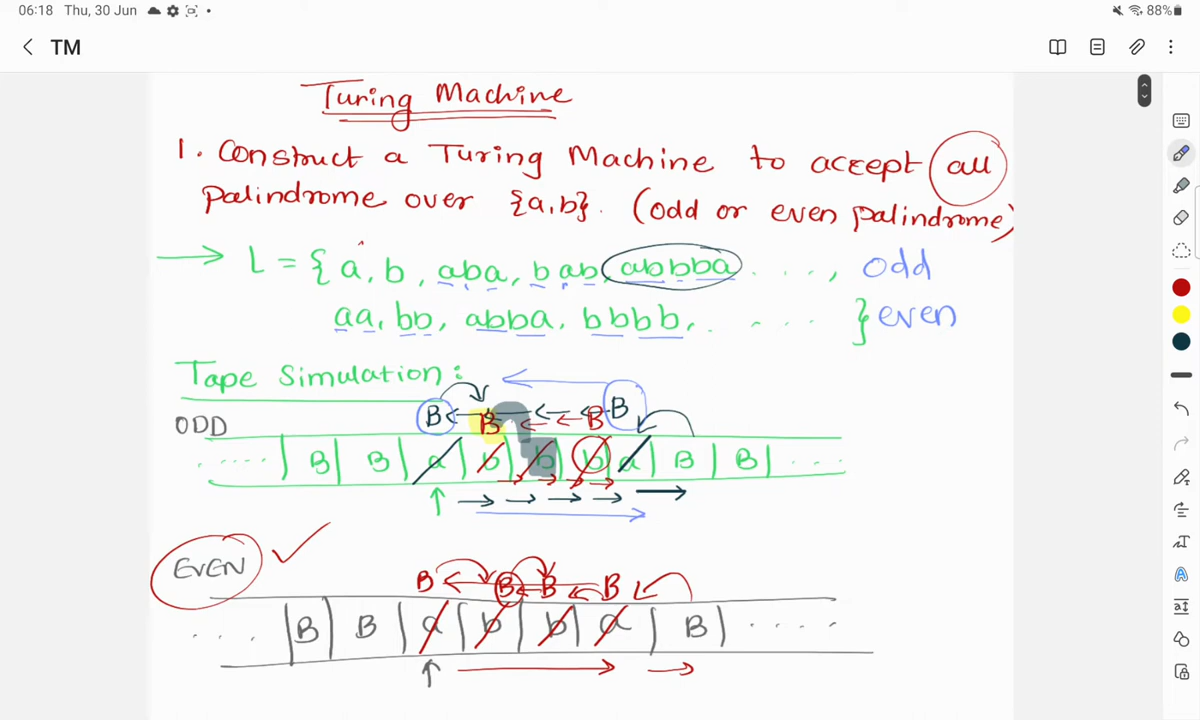 06:18 Thu, 30 Jun 88%
TM
Turing Machine
1. Construct a Turing Machine to accept all
palindrome over {a,b}. (odd or even palindrome)
L = { a, b, aba, bab, abbba ...., odd
aa, bb, abba, bbbb, ..... } even
Tape Simulation:
B B B B
ODD
..... B B a b b b a B B ....
EVEN
B B B B
.... B B a b b a B .....